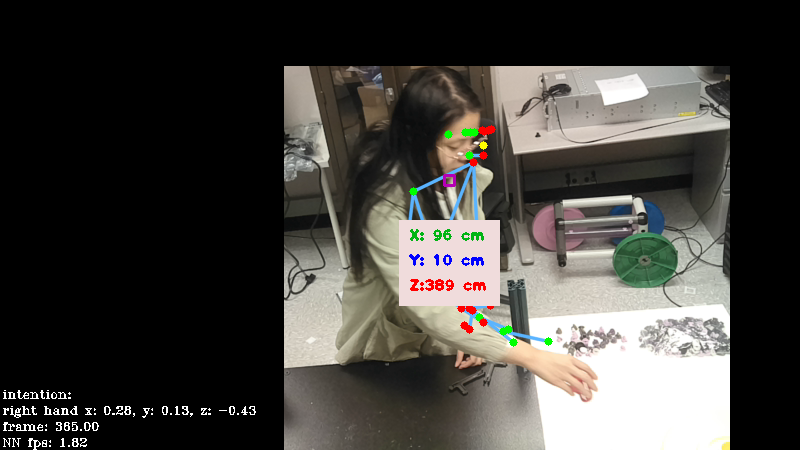 X: 96 cm
Y: 10 cm
Z:389 cm
intention:
right hand x: 0.28, y: 0.13, z: -0.43
frame: 365.00
NN fps: 1.82